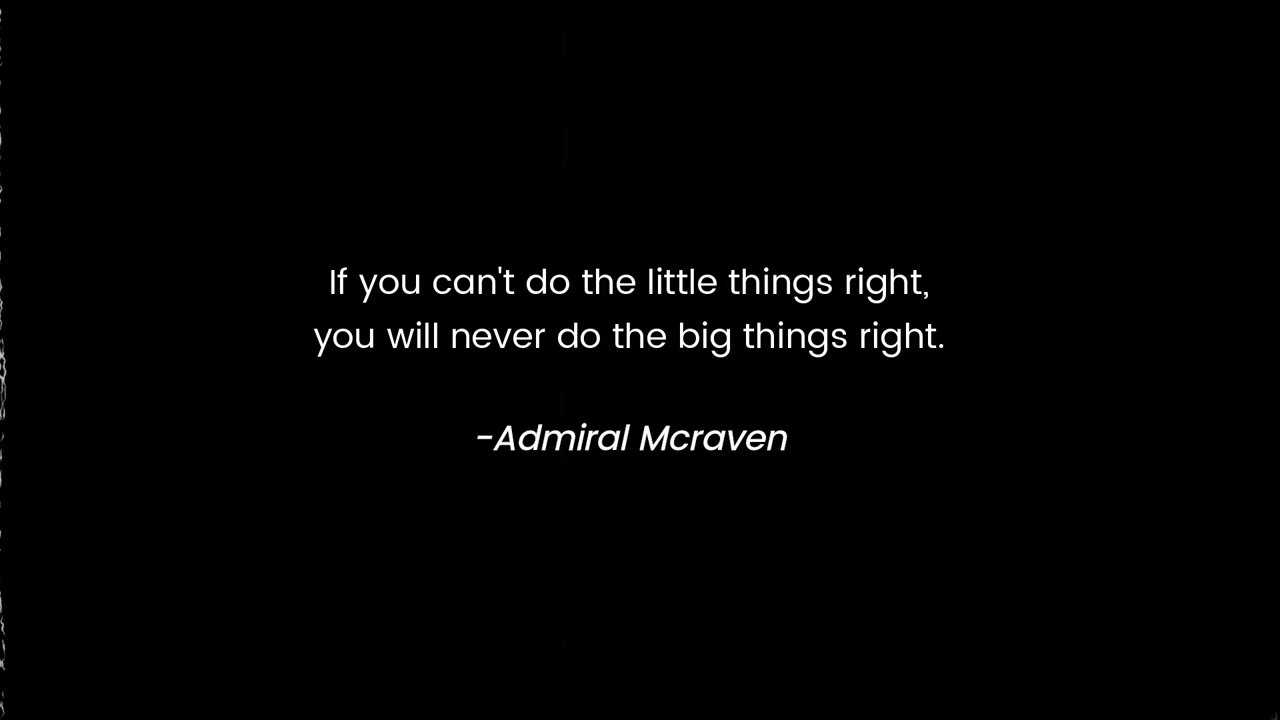 If you can't do the little things right,
you will never do the big things right.
-Admiral Mcraven